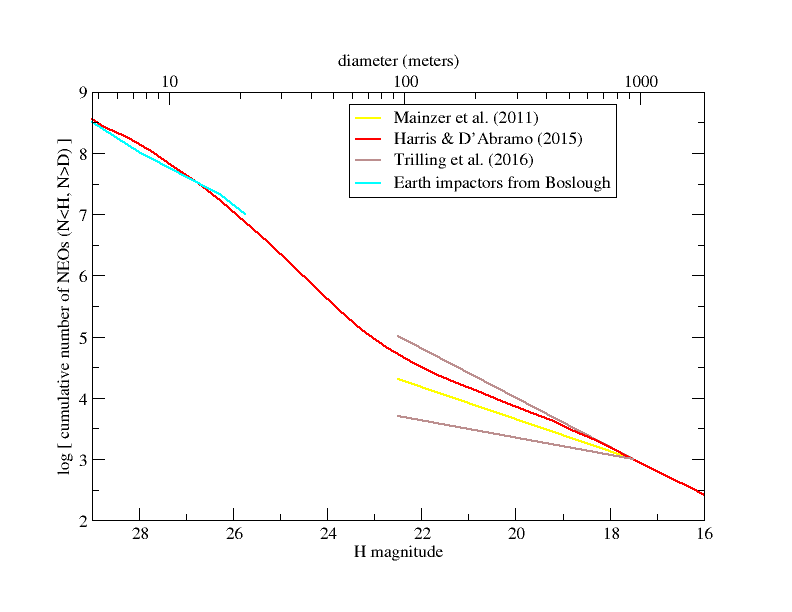 diameter (meters)
10 100 1000
9
8
7
6
5
4
3
2
log [ cumulative number of NEOs (N<H, N>D) ]
Mainzer et al. (2011)
Harris & D'Abramo (2015)
Trilling et al. (2016)
Earth impactors from Boslough
28 26 24 22 20 18 16
H magnitude